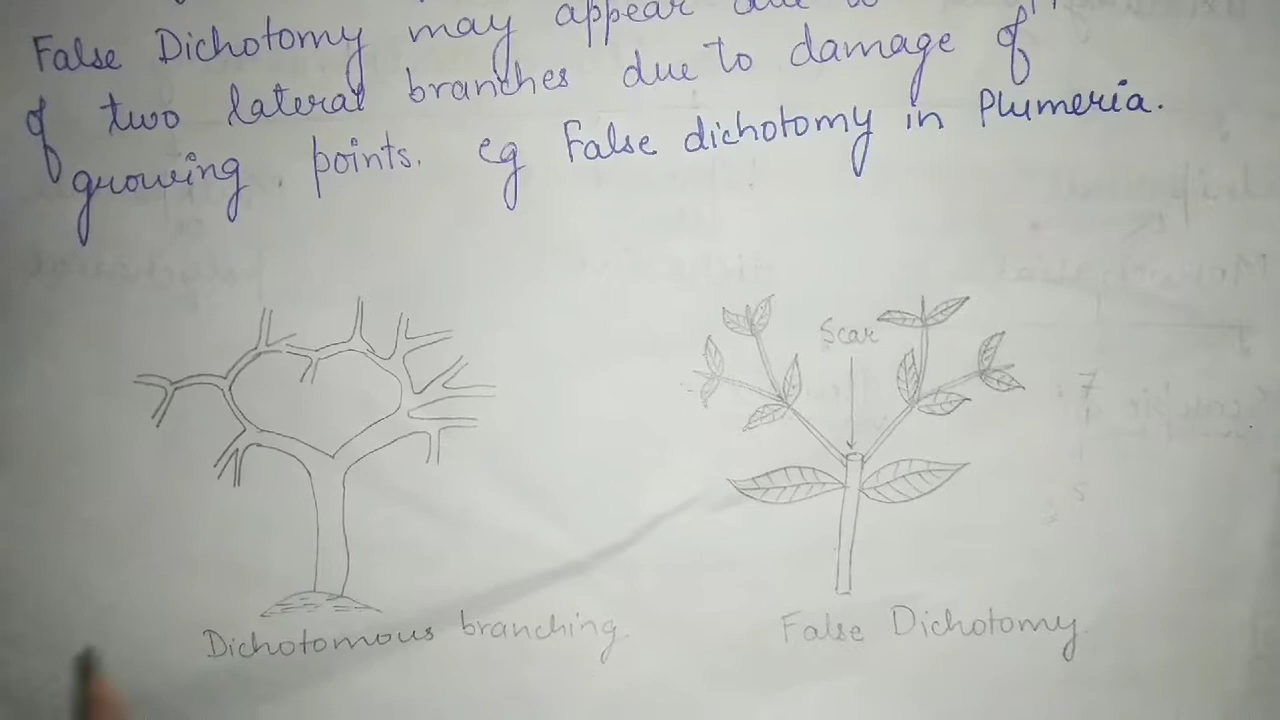 False Dichotomy may appear due
of two lateral branches due to damage of
growing points. eg False dichotomy in Plumeria.
Scar
Dichotomous branching.
False Dichotomy.